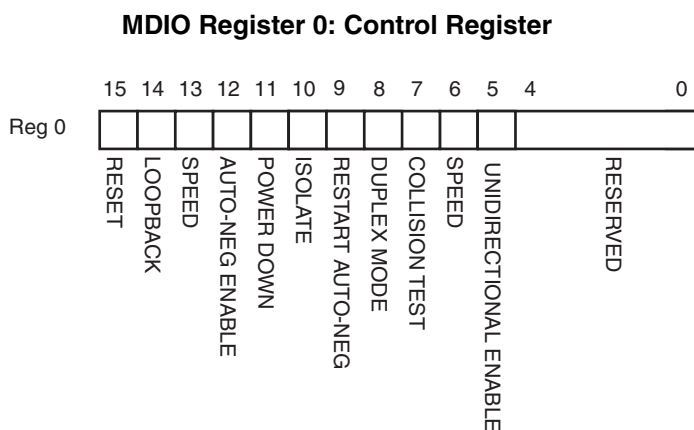 MDIO Register 0: Control Register
15 14 13 12 11 10 9 8 7 6 5 4 0
Reg 0
RESET
LOOPBACK
SPEED
AUTO-NEG ENABLE
POWER DOWN
ISOLATE
RESTART AUTO-NEG
DUPLEX MODE
COLLISION TEST
SPEED
UNIDIRECTIONAL ENABLE
RESERVED